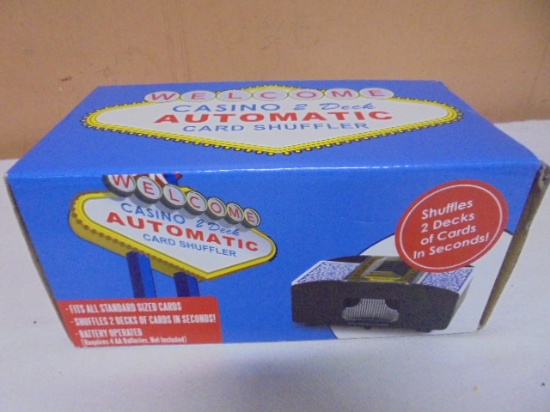 WELCOME
CASINO 2 Deck
AUTOMATIC
CARD SHUFFLER
WELCOME
CASINO 2 Deck
AUTOMATIC
CARD SHUFFLER
Shuffles
2 Decks
of Cards
In Seconds!
- FITS ALL STANDARD SIZED CARDS
- SHUFFLES 2 DECKS OF CARDS IN SECONDS!
- BATTERY OPERATED
(Requires 4 AA Batteries, Not Included)